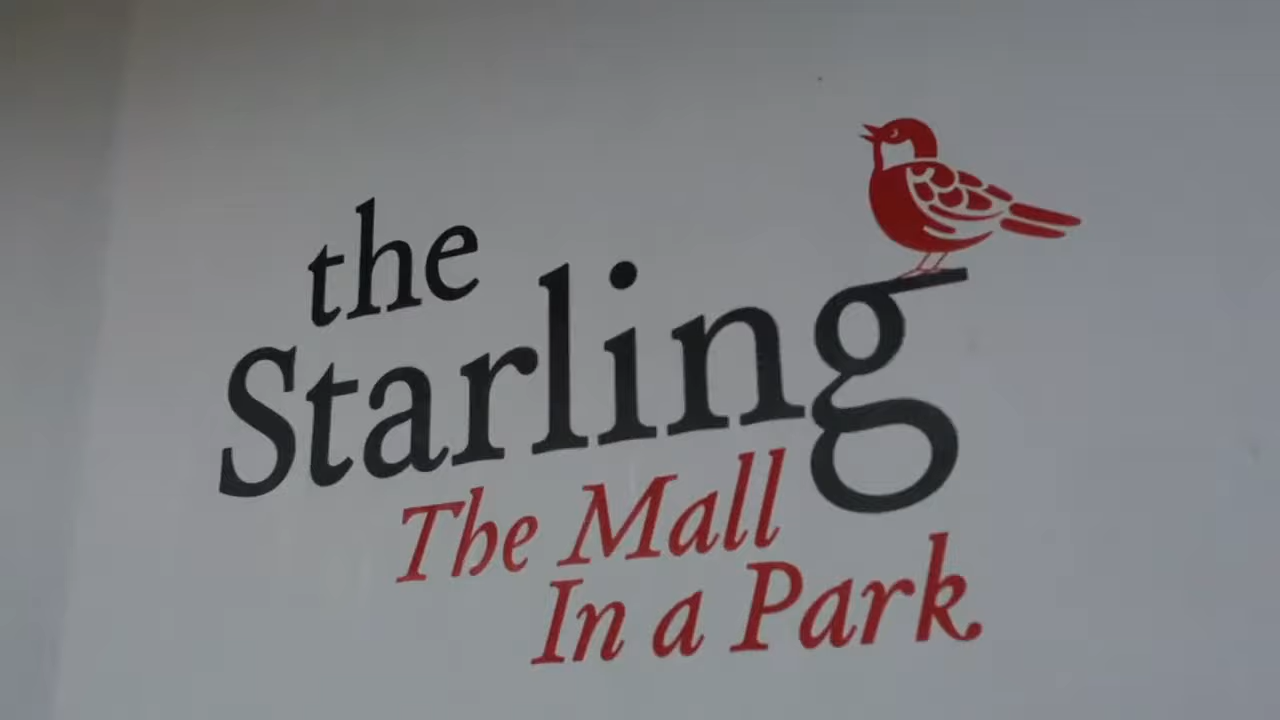 the
Starling
The Mall
In a Park